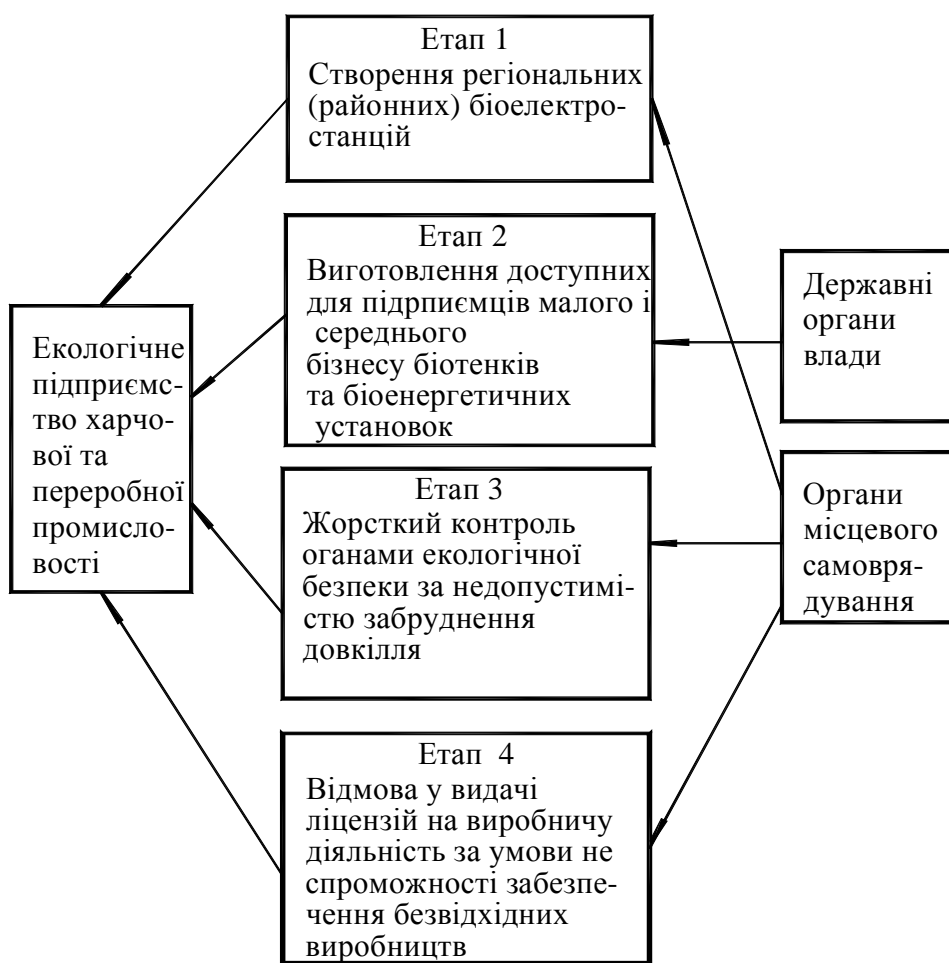 Етап 1
Створення регіональних
(районних) біоелектро-
станцій
Етап 2
Виготовлення доступних
для підрпиємців малого і
середнього
бізнесу біотенків
та біоенергетичних
установок
Етап 3
Жорсткий контроль
оганами екологічної
безпеки за недопустимі-
стю забруднення
довкілля
Етап 4
Відмова у видачі
ліцензій на виробничу
діяльність за умови не
спроможності забезпе-
чення безвідхідних
виробництв
Екологічне
підприємс-
тво харчо-
вої та
переробної
промисло-
вості
Державні
органи
влади
Органи
місцевого
самовря-
дування